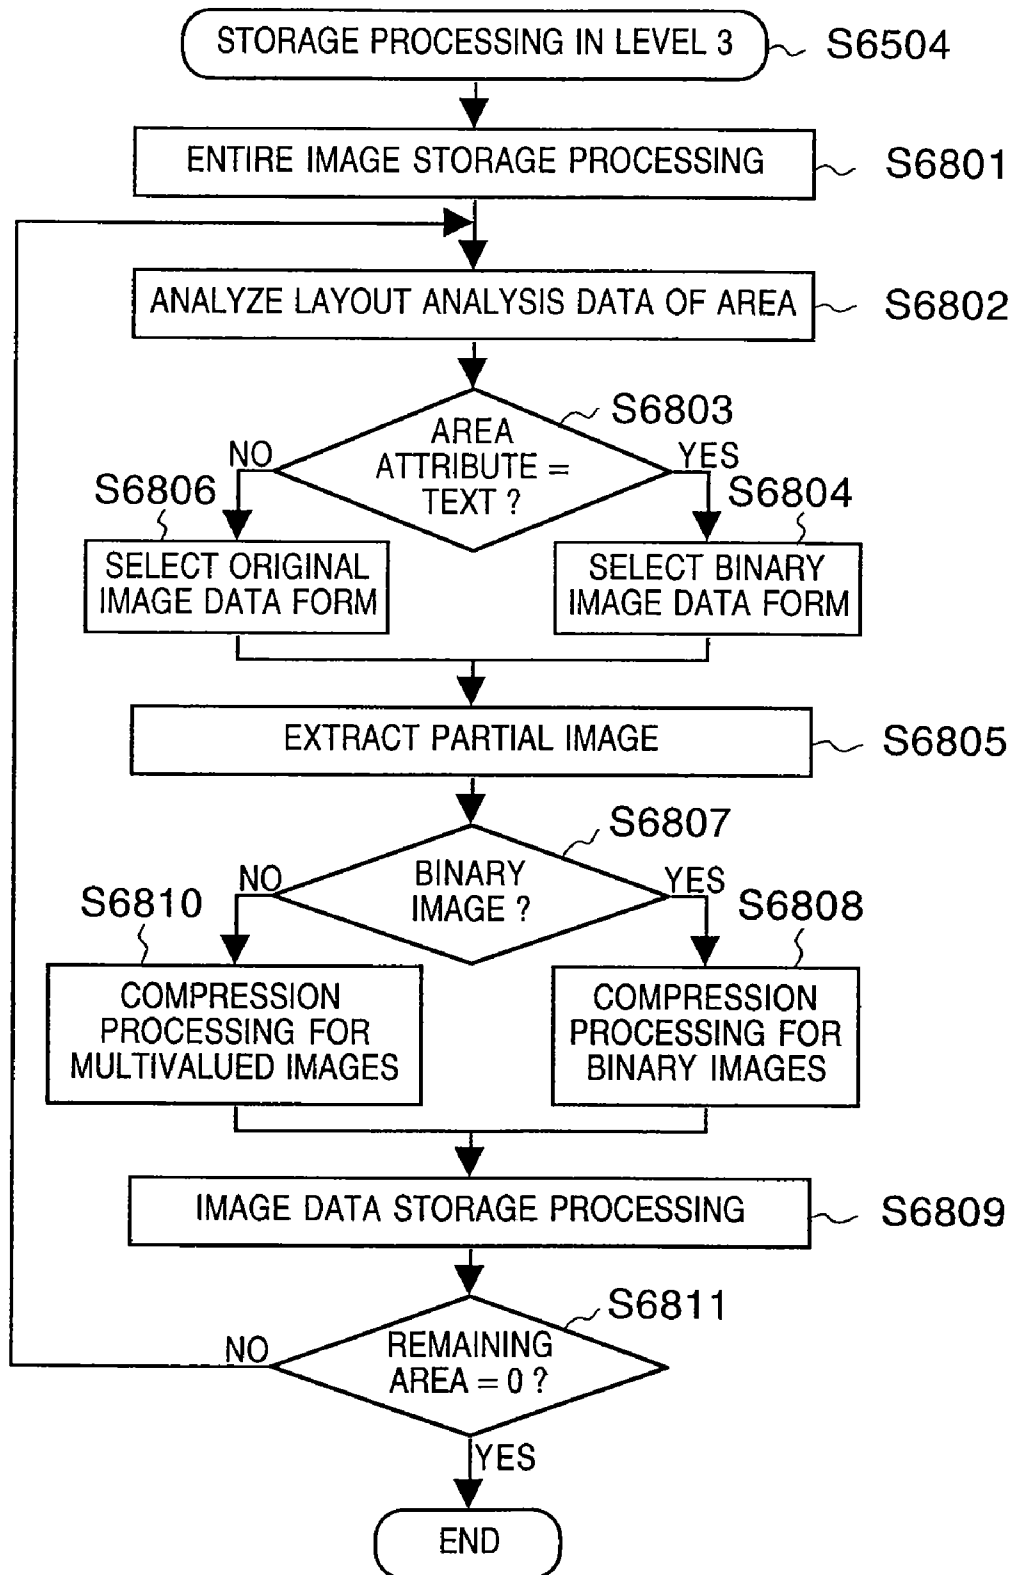 STORAGE PROCESSING IN LEVEL 3
S6504
ENTIRE IMAGE STORAGE PROCESSING
S6801
ANALYZE LAYOUT ANALYSIS DATA OF AREA
S6802
S6803
AREA
ATTRIBUTE =
TEXT ?
NO
YES
S6806
S6804
SELECT ORIGINAL
IMAGE DATA FORM
SELECT BINARY
IMAGE DATA FORM
EXTRACT PARTIAL IMAGE
S6805
S6807
BINARY
IMAGE ?
NO
YES
S6810
S6808
COMPRESSION
PROCESSING FOR
MULTIVALUED IMAGES
COMPRESSION
PROCESSING FOR
BINARY IMAGES
IMAGE DATA STORAGE PROCESSING
S6809
S6811
REMAINING
AREA = 0 ?
NO
YES
END